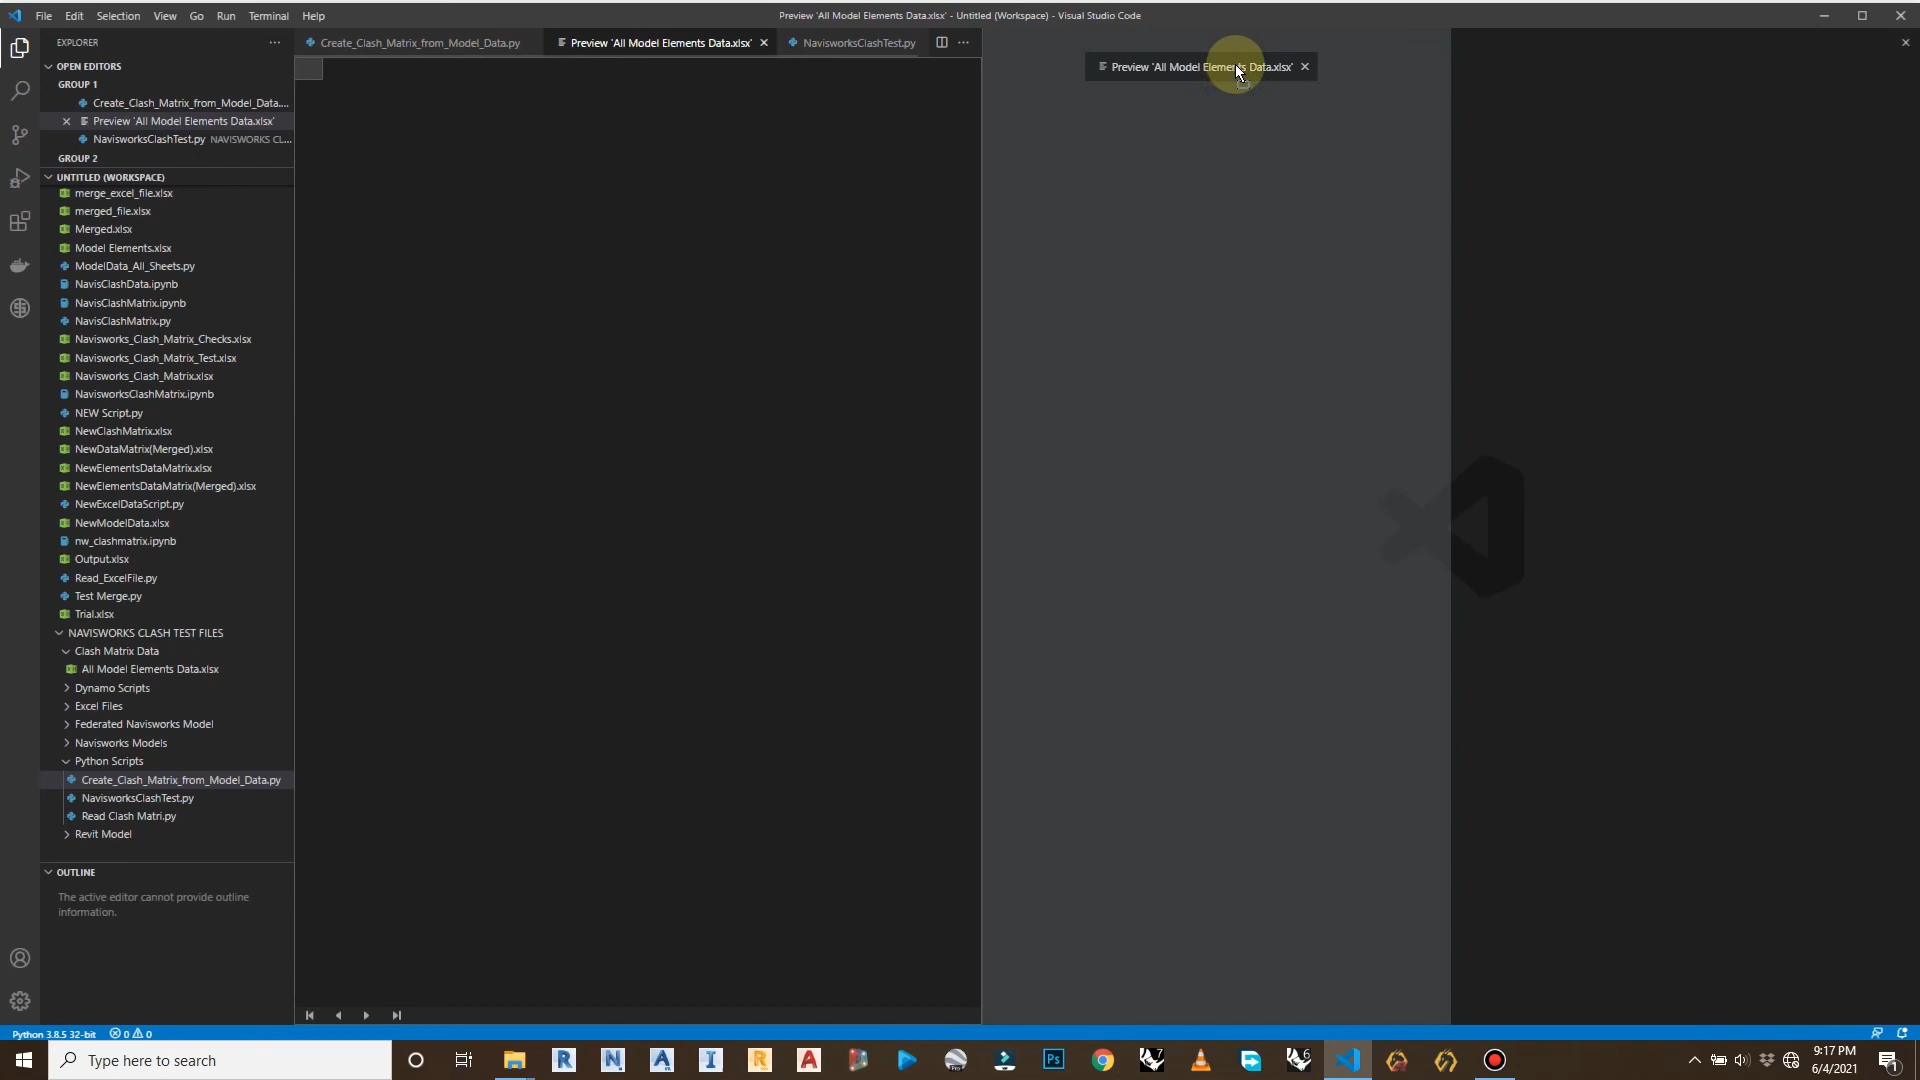 File Edit Selection View Go Run Terminal Help
Preview 'All Model Elements Data.xlsx' - Untitled (Workspace) - Visual Studio Code
EXPLORER
OPEN EDITORS
GROUP 1
Create_Clash_Matrix_from_Model_Data....
Preview 'All Model Elements Data.xlsx'
NavisworksClashTest.py NAVISWORKS CL...
GROUP 2
UNTITLED (WORKSPACE)
merge_excel_file.xlsx
merged_file.xlsx
Merged.xlsx
Model Elements.xlsx
ModelData_All_Sheets.py
NavisClashData.ipynb
NavisClashMatrix.ipynb
NavisClashMatrix.py
Navisworks_Clash_Matrix_Checks.xlsx
Navisworks_Clash_Matrix_Test.xlsx
Navisworks_Clash_Matrix.xlsx
NavisworksClashMatrix.ipynb
NEW Script.py
NewClashMatrix.xlsx
NewDataMatrix(Merged).xlsx
NewElementsDataMatrix.xlsx
NewElementsDataMatrix(Merged).xlsx
NewExcelDataScript.py
NewModelData.xlsx
nw_clashmatrix.ipynb
Output.xlsx
Read_ExcelFile.py
Test Merge.py
Trial.xlsx
NAVISWORKS CLASH TEST FILES
Clash Matrix Data
All Model Elements Data.xlsx
Dynamo Scripts
Excel Files
Federated Navisworks Model
Navisworks Models
Python Scripts
Create_Clash_Matrix_from_Model_Data.py
NavisworksClashTest.py
Read Clash Matri.py
Revit Model
OUTLINE
The active editor cannot provide outline
information.
Create_Clash_Matrix_from_Model_Data.py
Preview 'All Model Elements Data.xlsx'
NavisworksClashTest.py
Preview 'All Model Elements Data.xlsx'
Python 3.8.5 32-bit 0 0
Type here to search
R N A I R A Ps 7 6
9:17 PM
6/4/2021
1